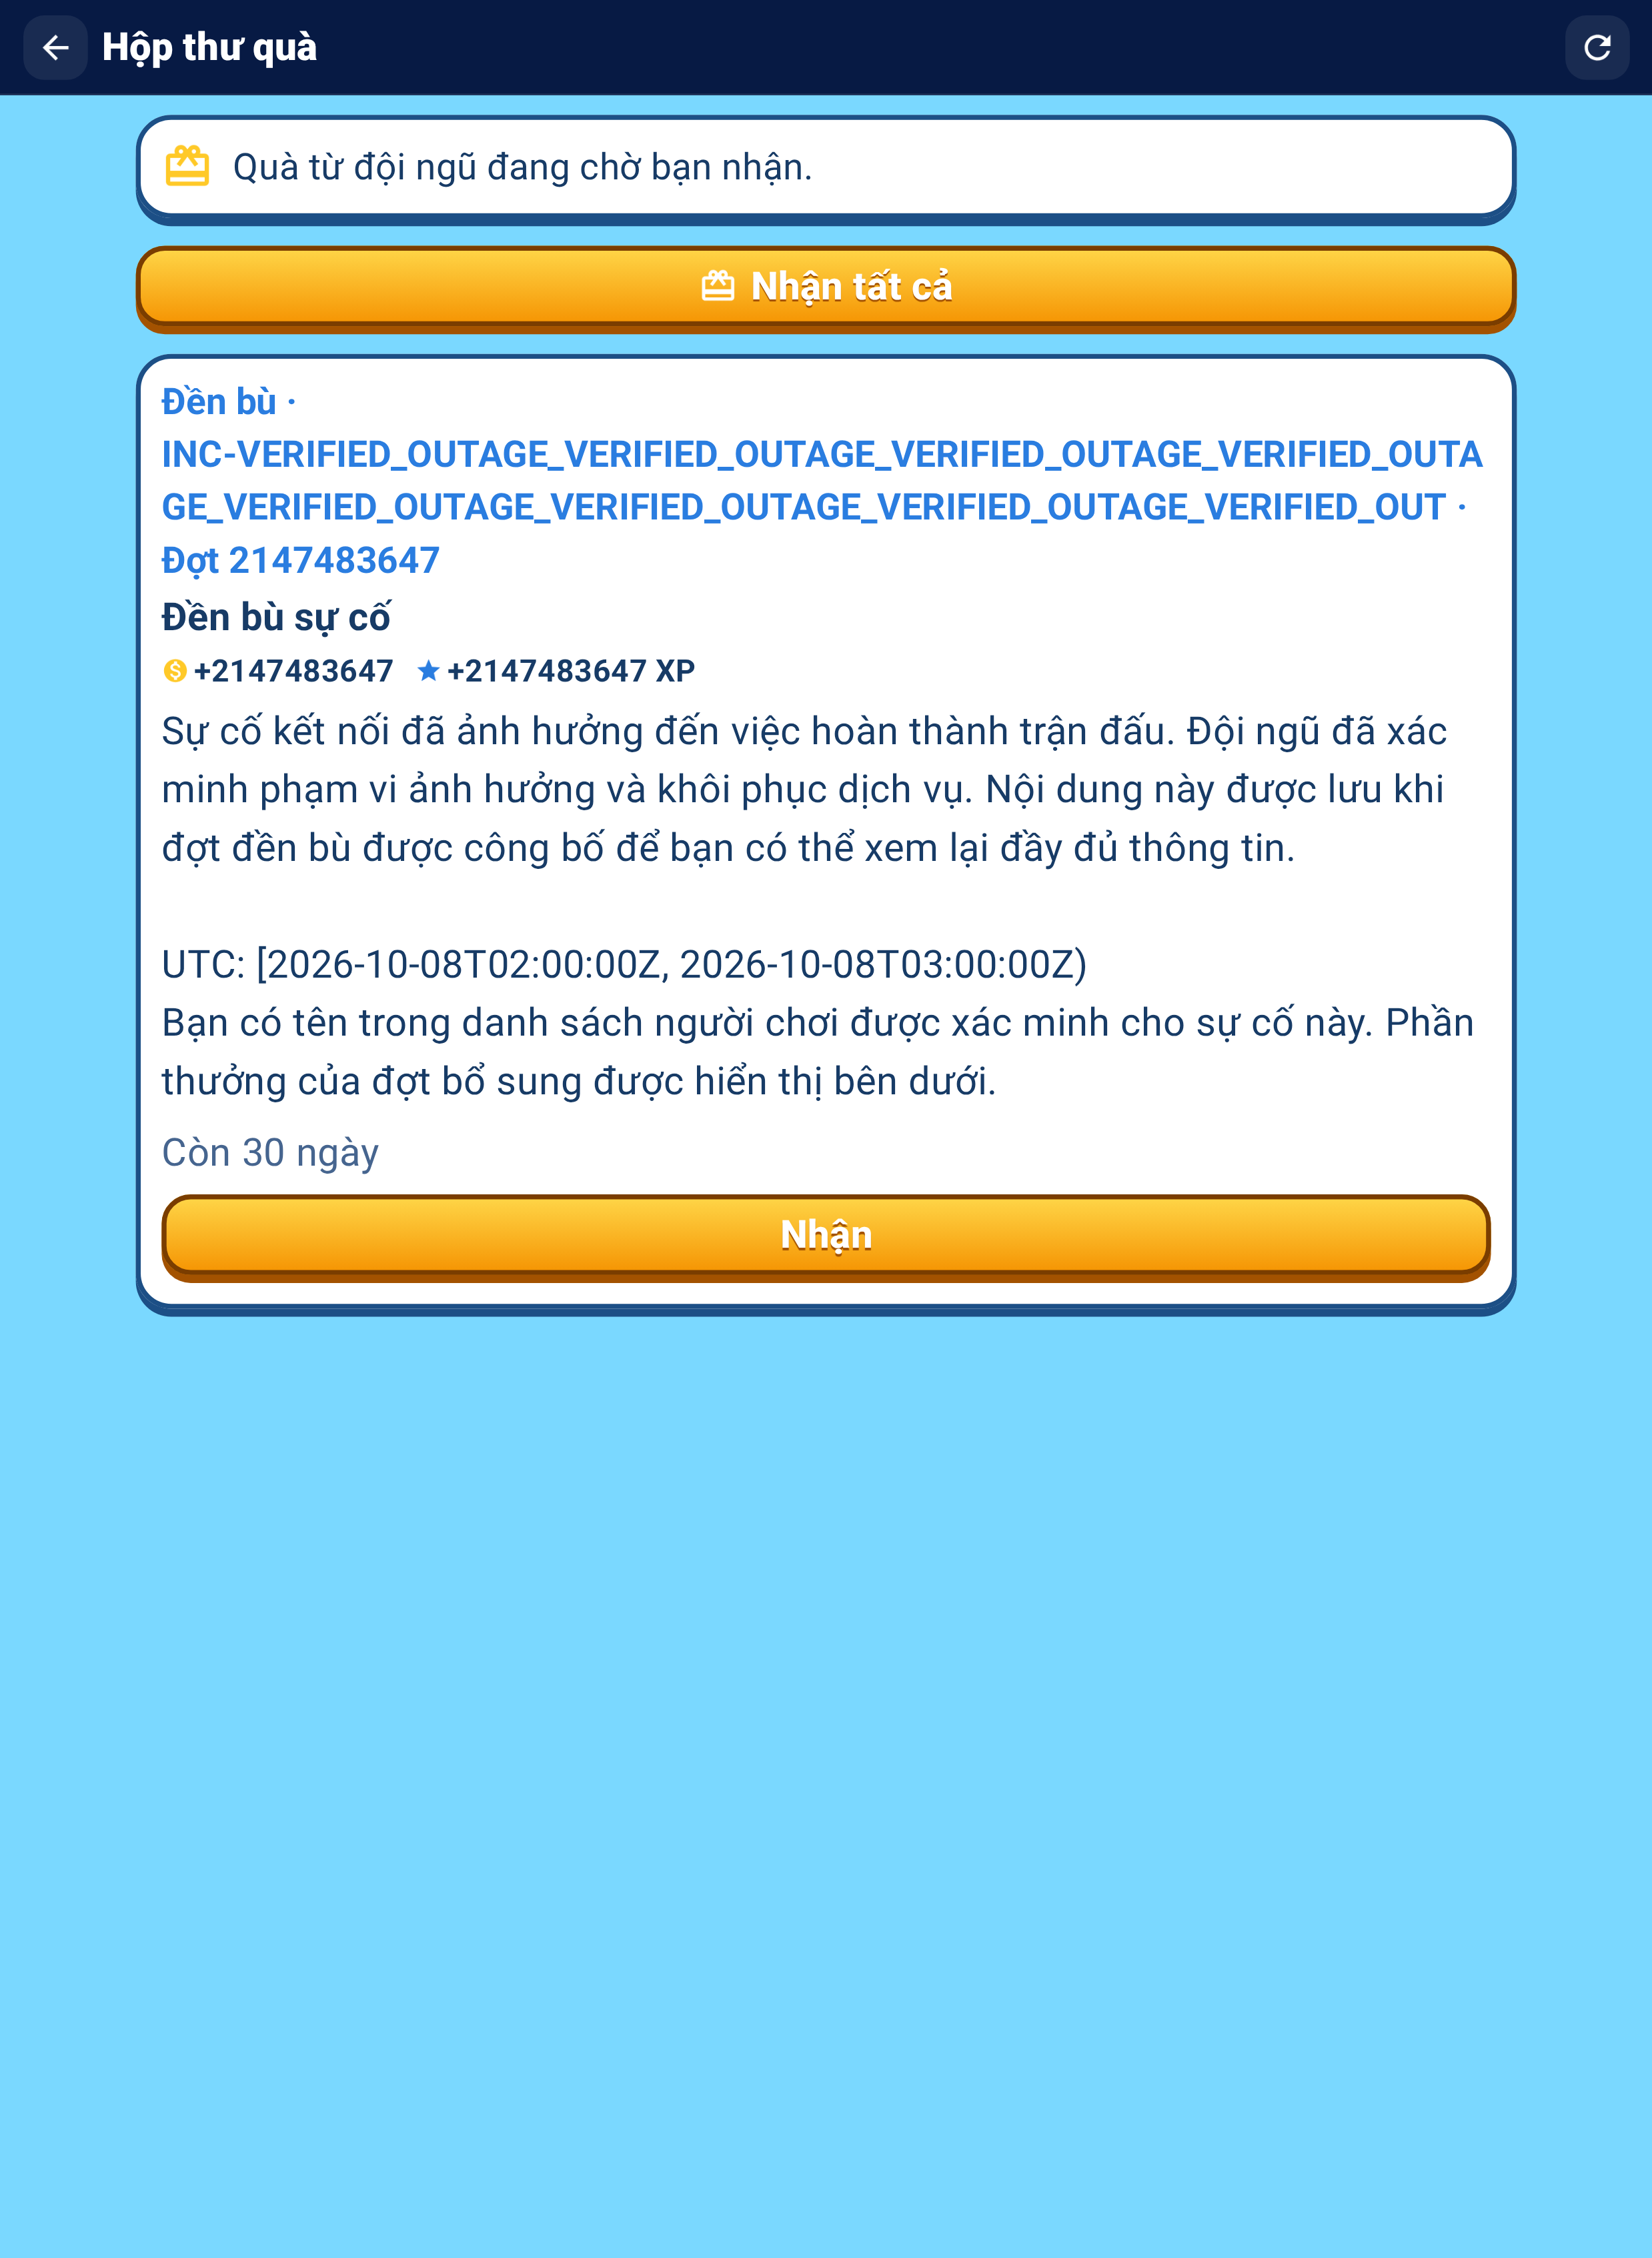 Hộp thư quà
Quà từ đội ngũ đang chờ bạn nhận.
Nhận tất cả
Đền bù ·
INC-VERIFIED_OUTAGE_VERIFIED_OUTAGE_VERIFIED_OUTAGE_VERIFIED_OUTA
GE_VERIFIED_OUTAGE_VERIFIED_OUTAGE_VERIFIED_OUTAGE_VERIFIED_OUT ·
Đợt 2147483647
Đền bù sự cố
+2147483647 +2147483647 XP
Sự cố kết nối đã ảnh hưởng đến việc hoàn thành trận đấu. Đội ngũ đã xác
minh phạm vi ảnh hưởng và khôi phục dịch vụ. Nội dung này được lưu khi
đợt đền bù được công bố để bạn có thể xem lại đầy đủ thông tin.
UTC: [2026-10-08T02:00:00Z, 2026-10-08T03:00:00Z)
Bạn có tên trong danh sách người chơi được xác minh cho sự cố này. Phần
thưởng của đợt bổ sung được hiển thị bên dưới.
Còn 30 ngày
Nhận